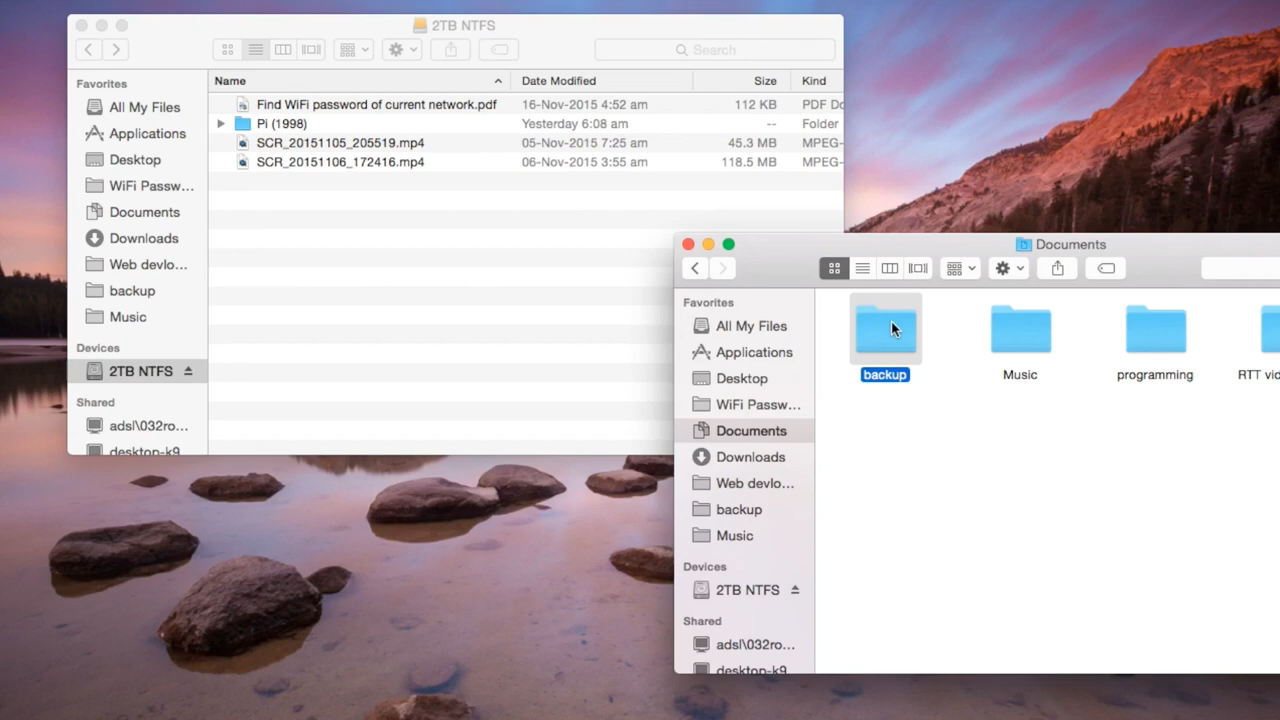 2TB NTFS
Search
Favorites
All My Files
Applications
Desktop
WiFi Passw...
Documents
Downloads
Web devlo...
backup
Music
Devices
2TB NTFS
Shared
adsl\032ro...
desktop-k9
Name Date Modified Size Kind
Find WiFi password of current network.pdf 16-Nov-2015 4:52 am 112 KB PDF Do
Pi (1998) Yesterday 6:08 am -- Folder
SCR_20151105_205519.mp4 05-Nov-2015 7:25 am 45.3 MB MPEG-
SCR_20151106_172416.mp4 06-Nov-2015 3:55 am 118.5 MB MPEG-
Documents
Favorites
All My Files
Applications
Desktop
WiFi Passw...
Documents
Downloads
Web devlo...
backup
Music
Devices
2TB NTFS
Shared
adsl\032ro...
desktop-k9
backup Music programming RTT vid